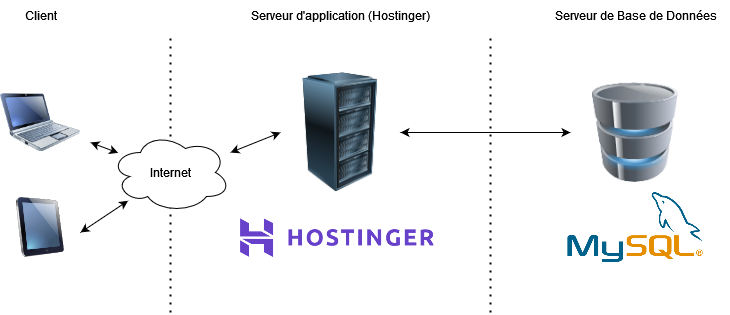 Client
Serveur d'application (Hostinger)
Serveur de Base de Données
Internet
HOSTINGER
MySQL®